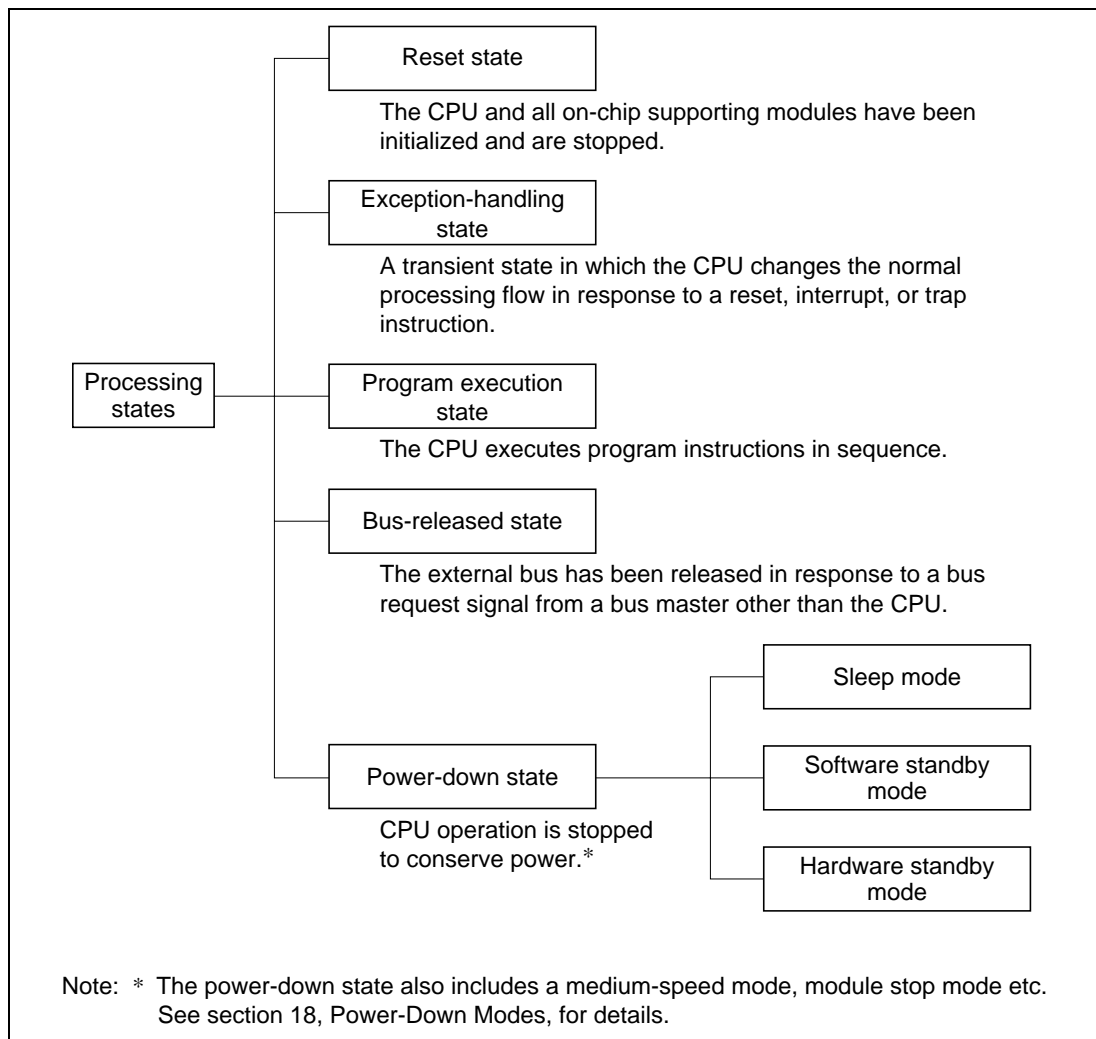 Reset state
The CPU and all on-chip supporting modules have been
initialized and are stopped.
Exception-handling
state
A transient state in which the CPU changes the normal
processing flow in response to a reset, interrupt, or trap
instruction.
Processing
states
Program execution
state
The CPU executes program instructions in sequence.
Bus-released state
The external bus has been released in response to a bus
request signal from a bus master other than the CPU.
Sleep mode
Power-down state
CPU operation is stopped
to conserve power.*
Software standby
mode
Hardware standby
mode
Note: * The power-down state also includes a medium-speed mode, module stop mode etc.
See section 18, Power-Down Modes, for details.